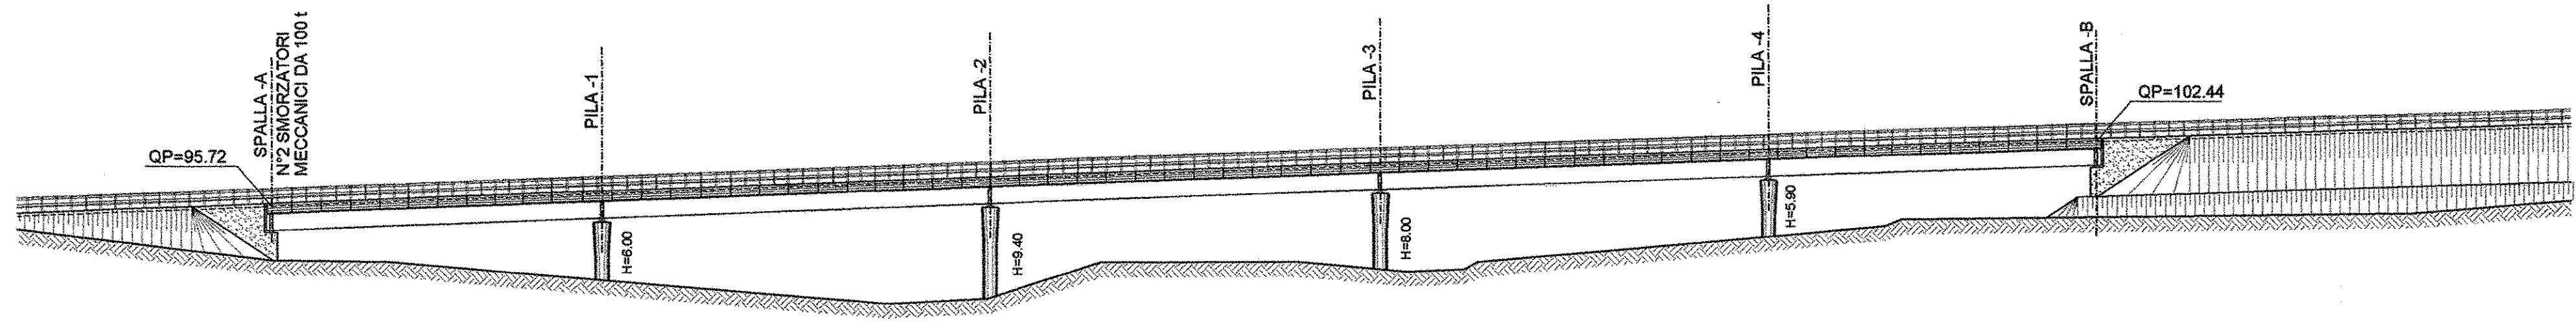 QP=95.72
SPALLA -A
N°2 SMORZATORI
MECCANICI DA 100 t
PILA -1
H=6.00
PILA -2
H=9.40
PILA -3
H=8.00
PILA -4
H=5.90
SPALLA -B
QP=102.44